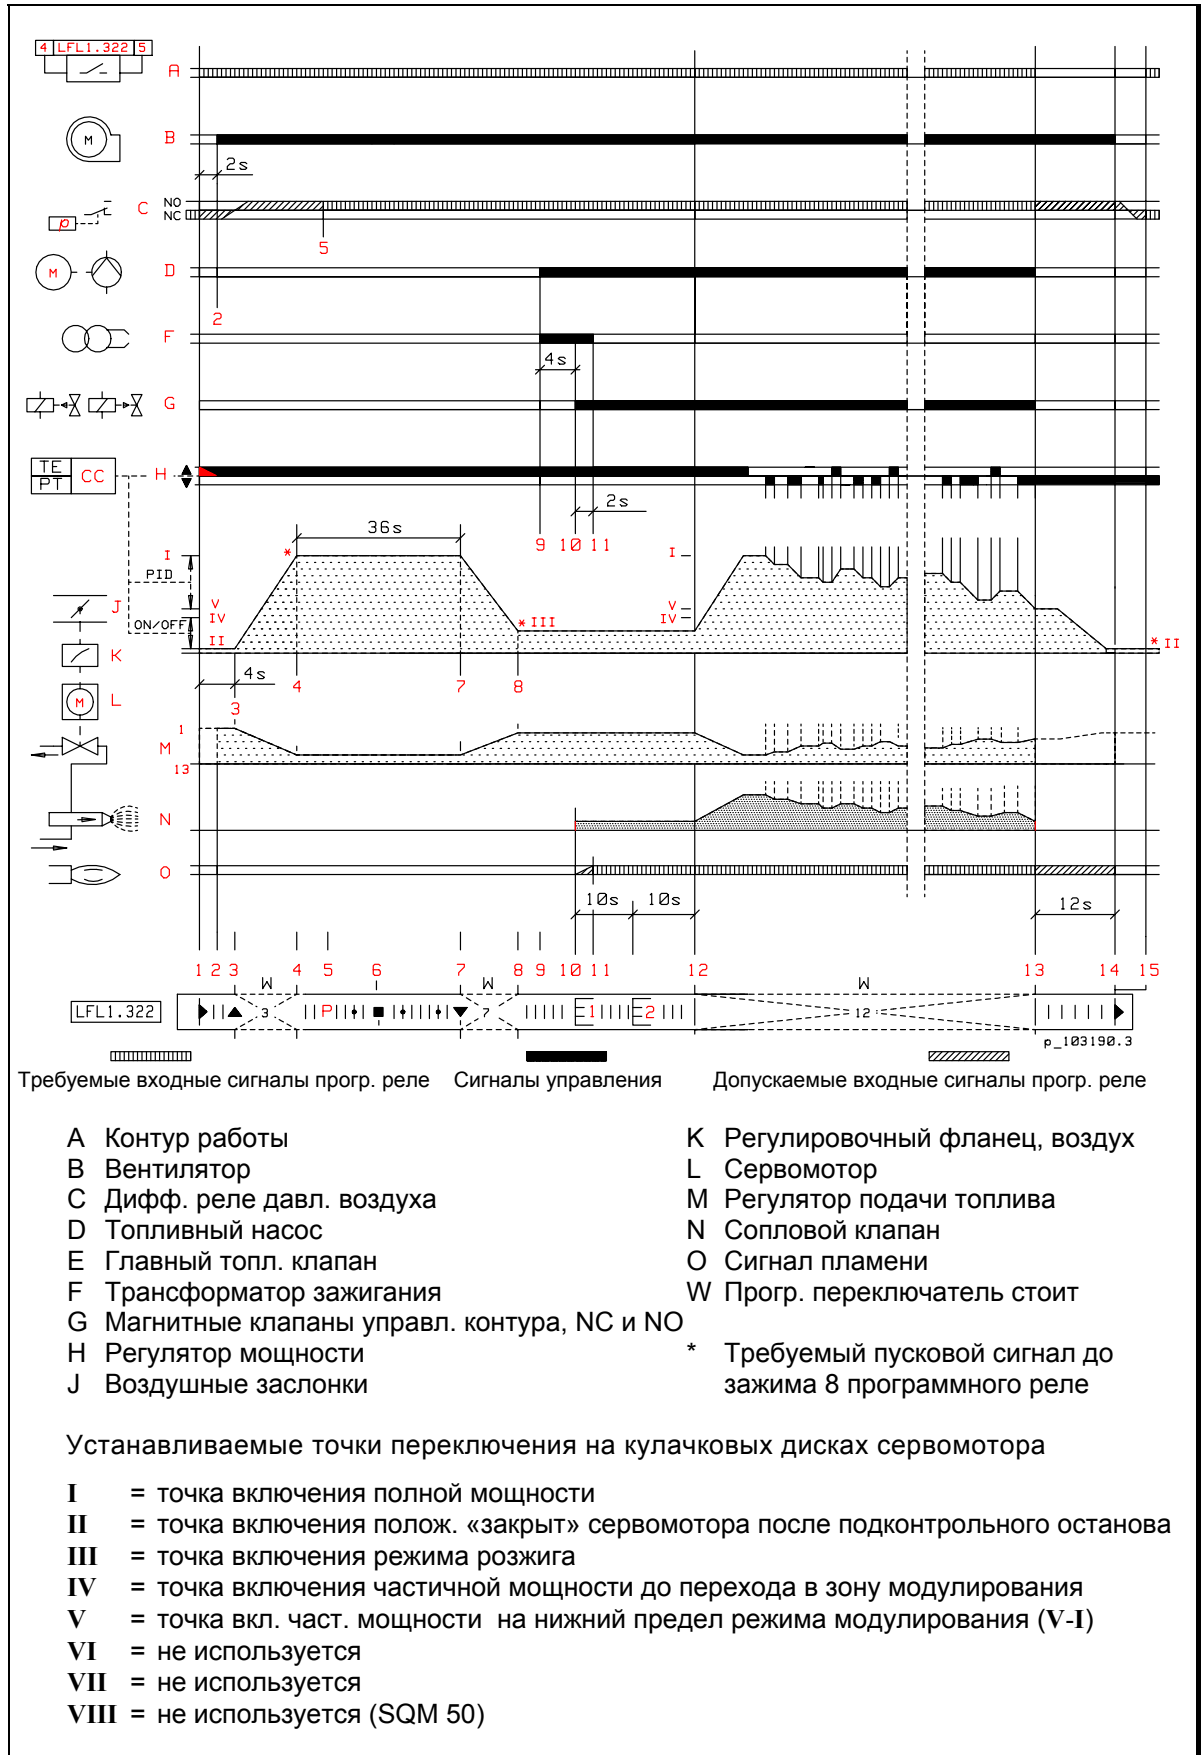 4 LFL1.322 5
A
M
B
2s
p
C
NO
NC
5
M
D
2
F
4s
G
TE
PT
CC
H
2s
36s
9 10 11
I
*
I
PID
V
IV
V
IV
J
ON/OFF
II
* III
* II
K
4s
4
7
8
M
L
3
1
M
13
N
O
10s
10s
12s
1 2 3 4 5 6 7 8 9 10 11 12 13 14 15
W W W
LFL1.322
3 P 7 1 2 12
p_103190.3
Требуемые входные сигналы прогр. реле
Сигналы управления
Допускаемые входные сигналы прогр. реле
A Контур работы
B Вентилятор
C Дифф. реле давл. воздуха
D Топливный насос
E Главный топл. клапан
F Трансформатор зажигания
G Магнитные клапаны управл. контура, NC и NO
H Регулятор мощности
J Воздушные заслонки
K Регулировочный фланец, воздух
L Сервомотор
M Регулятор подачи топлива
N Сопловой клапан
O Сигнал пламени
W Прогр. переключатель стоит
* Требуемый пусковой сигнал до
зажима 8 программного реле
Устанавливаемые точки переключения на кулачковых дисках сервомотора
I = точка включения полной мощности
II = точка включения полож. «закрыт» сервомотора после подконтрольного останова
III = точка включения режима розжига
IV = точка включения частичной мощности до перехода в зону модулирования
V = точка вкл. част. мощности на нижний предел режима модулирования (V-I)
VI = не используется
VII = не используется
VIII = не используется (SQM 50)